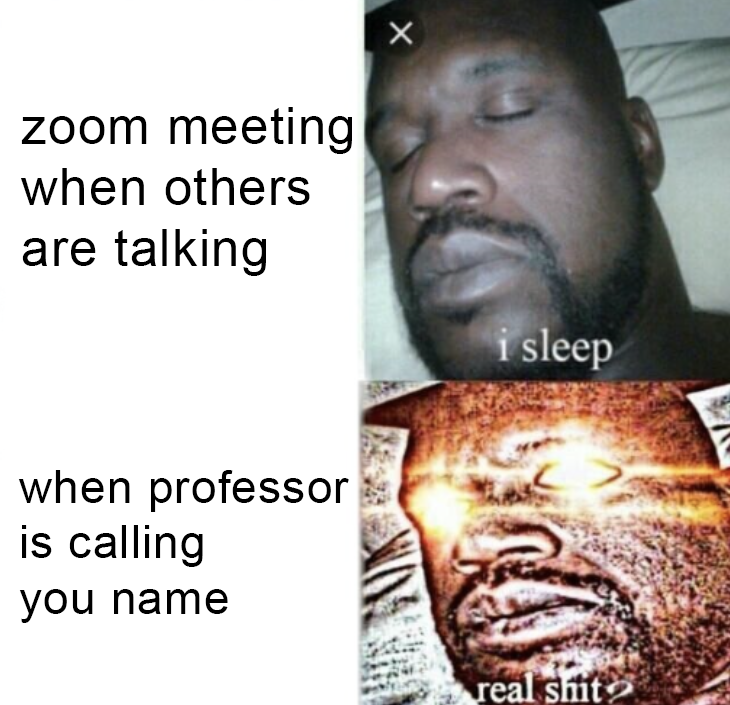 zoom meeting
when others
are talking
i sleep
when professor
is calling
you name
real shit?